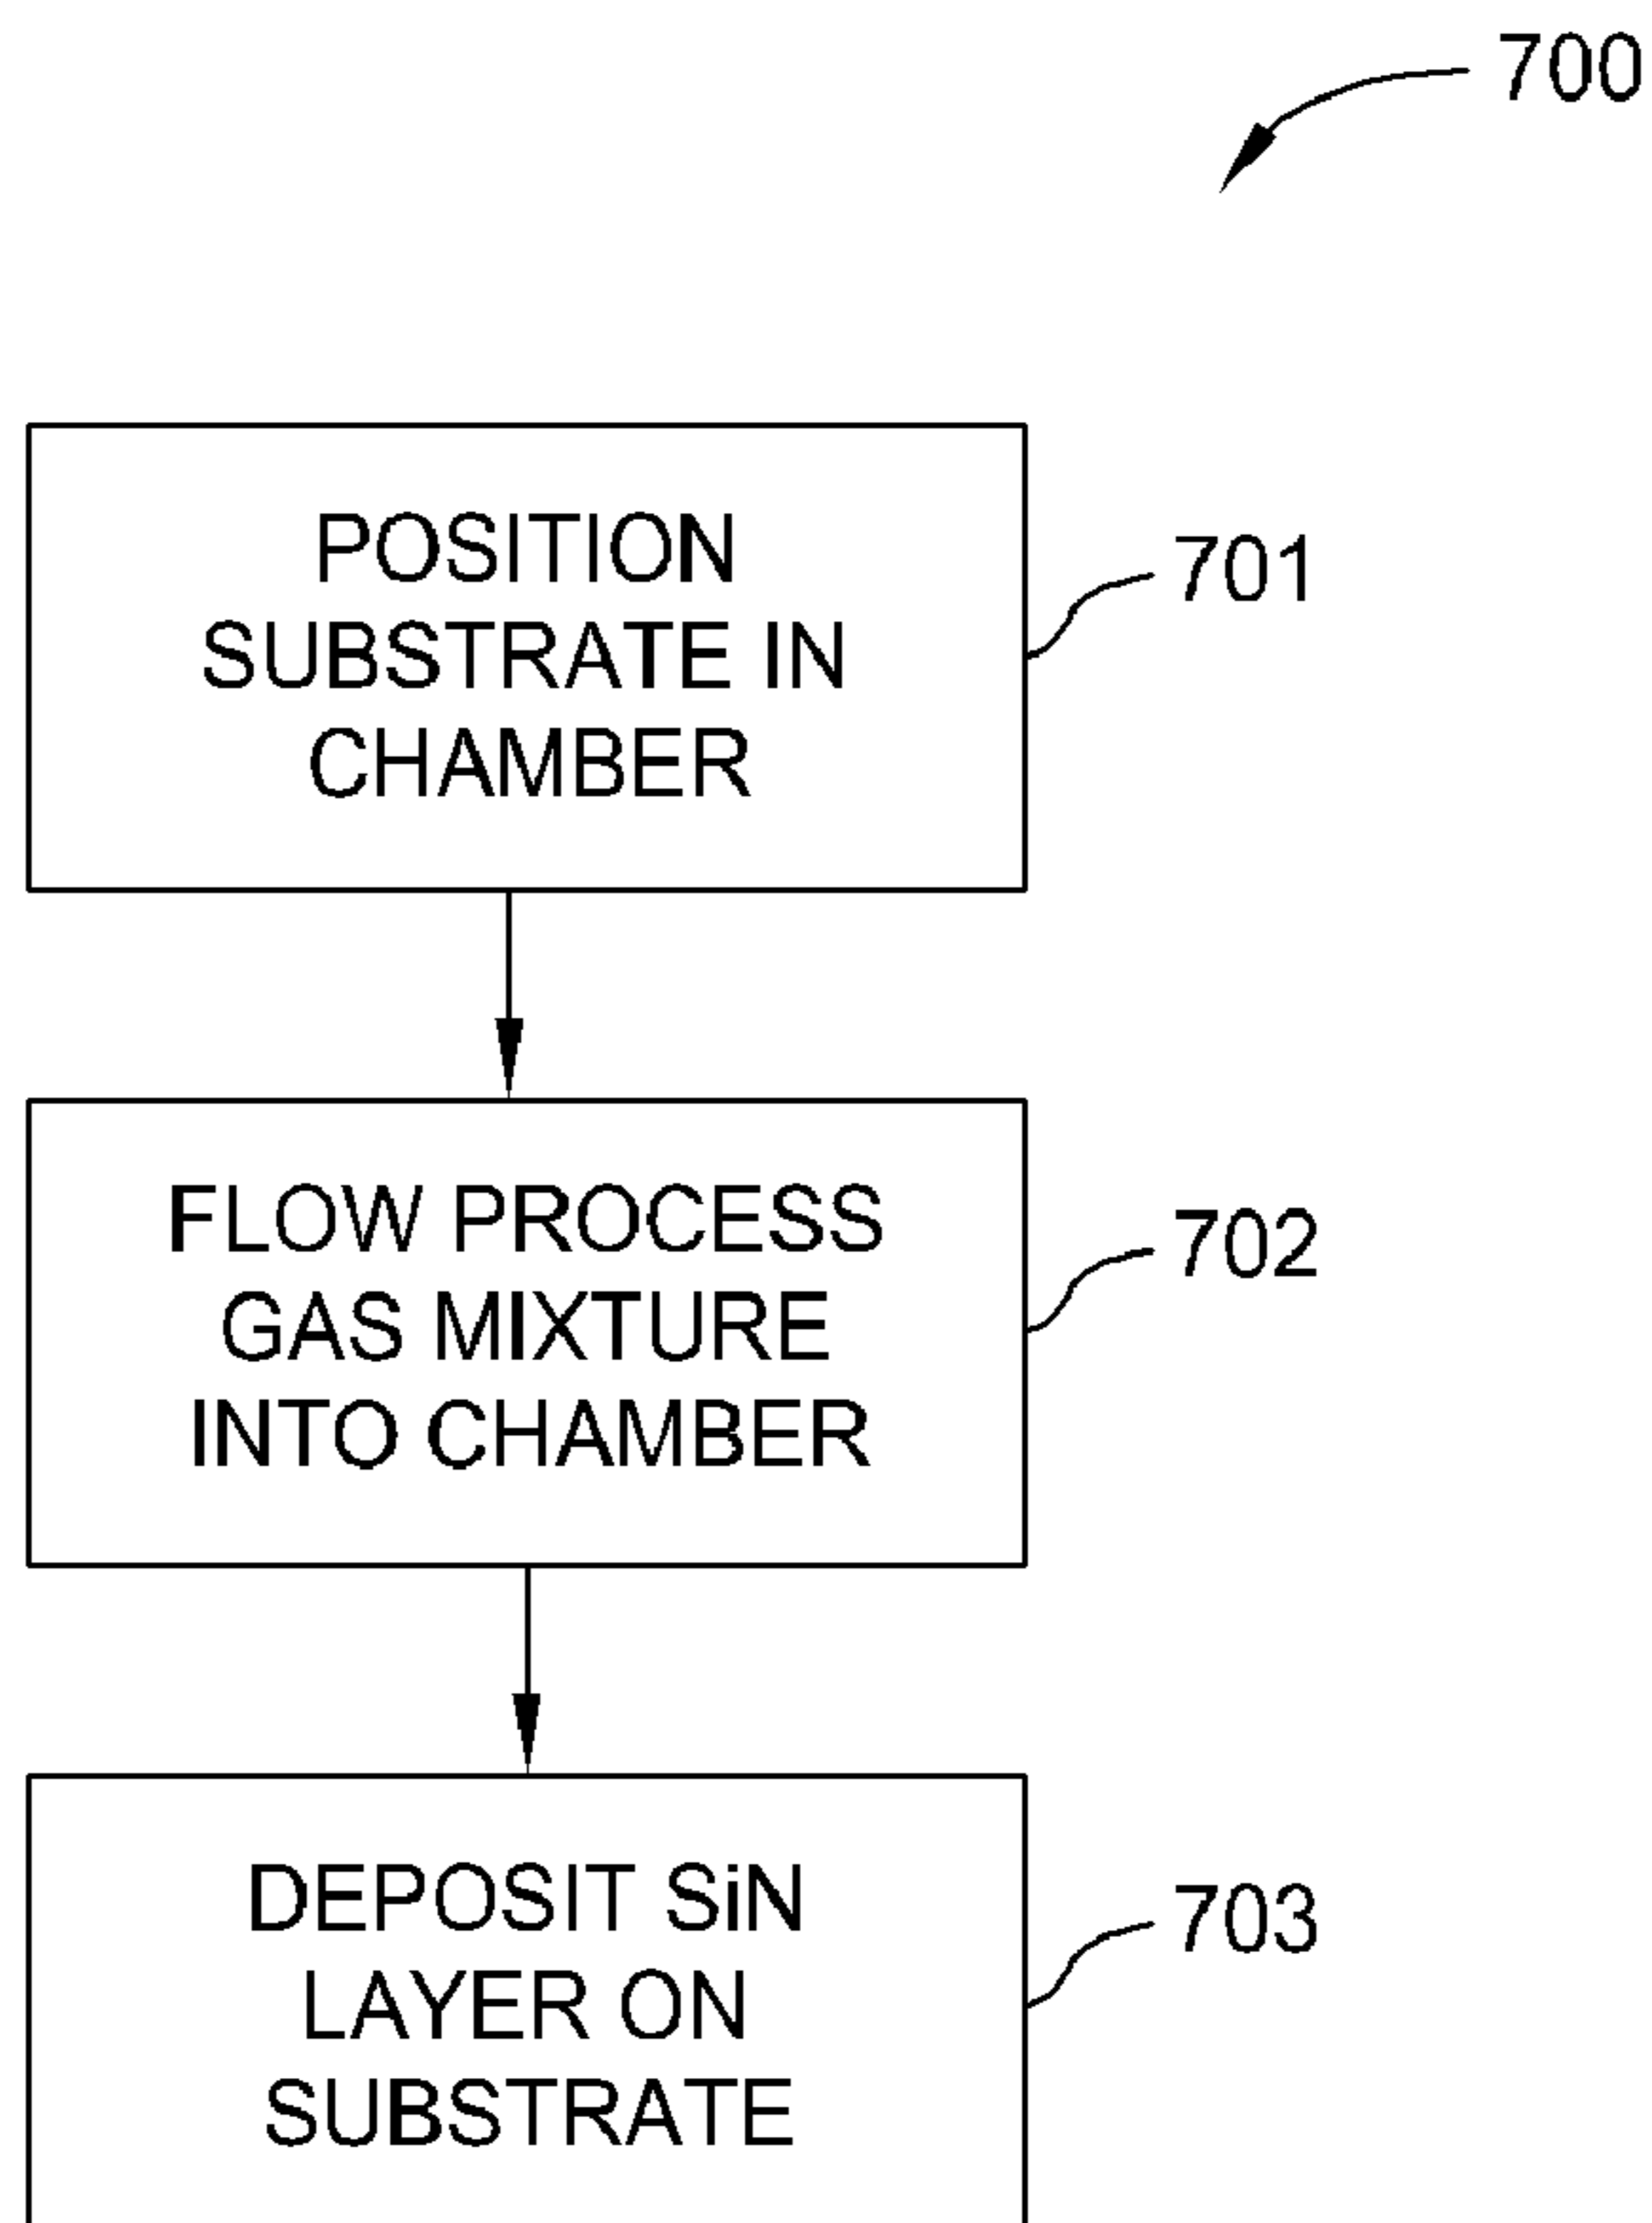 700
POSITION
SUBSTRATE IN
CHAMBER
701
FLOW PROCESS
GAS MIXTURE
INTO CHAMBER
702
DEPOSIT SiN
LAYER ON
SUBSTRATE
703